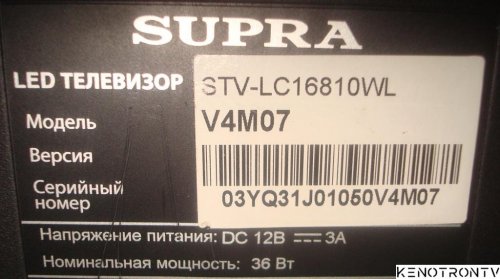 SUPRA
LED ТЕЛЕВИЗОР STV-LC16810WL
Модель V4M07
Версия
Серийный номер 03YQ31J01050V4M07
Напряжение питания: DC 12В ⎓ 3А
Номинальная мощность: 36 Вт
KENOTRONTV